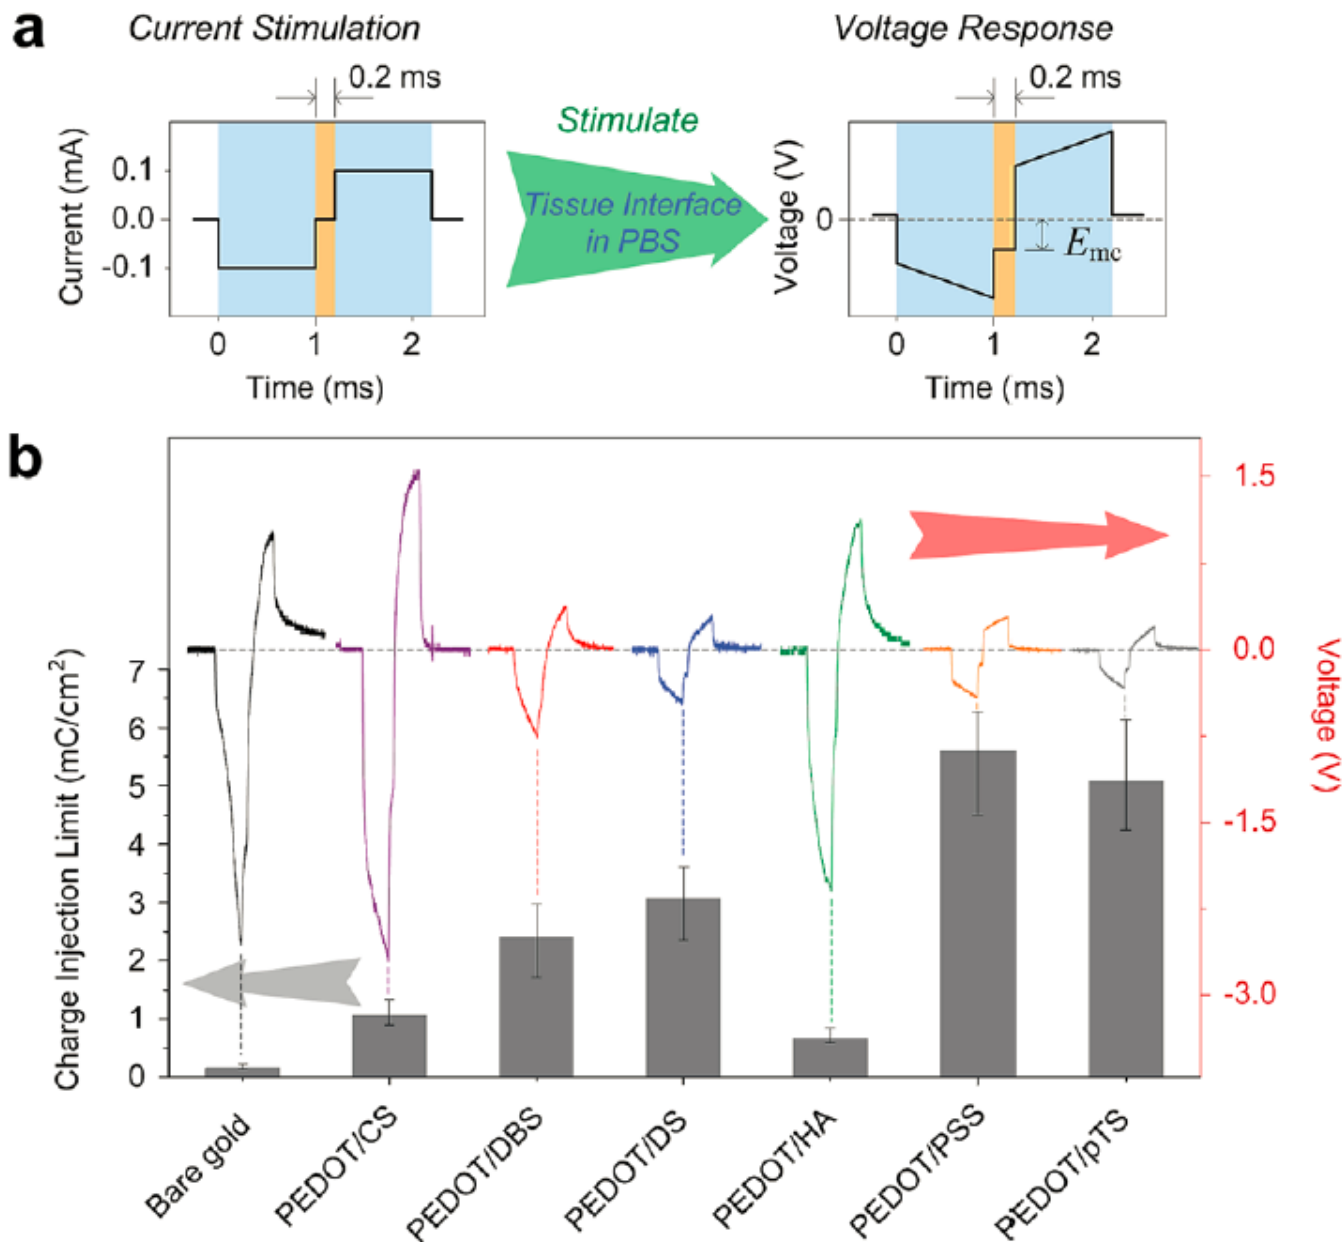 a
Current Stimulation
Voltage Response
0.2 ms
0.2 ms
Stimulate
Tissue Interface
in PBS
Current (mA)
0.1
0.0
-0.1
0
1
2
Time (ms)
Voltage (V)
0
E_mc
0
1
2
Time (ms)
b
Charge Injection Limit (mC/cm²)
7
6
5
4
3
2
1
0
1.5
0.0
-1.5
-3.0
Voltage (V)
Bare gold
PEDOT/CS
PEDOT/DBS
PEDOT/DS
PEDOT/HA
PEDOT/PSS
PEDOT/pTS